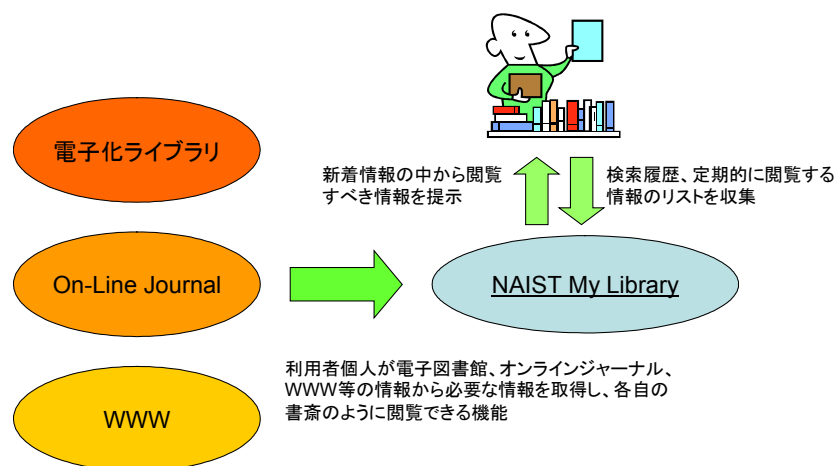 電子化ライブラリ
新着情報の中から閲覧
すべき情報を提示
検索履歴、定期的に閲覧する
情報のリストを収集
On-Line Journal
NAIST My Library
利用者個人が電子図書館、オンラインジャーナル、
WWW等の情報から必要な情報を取得し、各自の
書斎のように閲覧できる機能
WWW